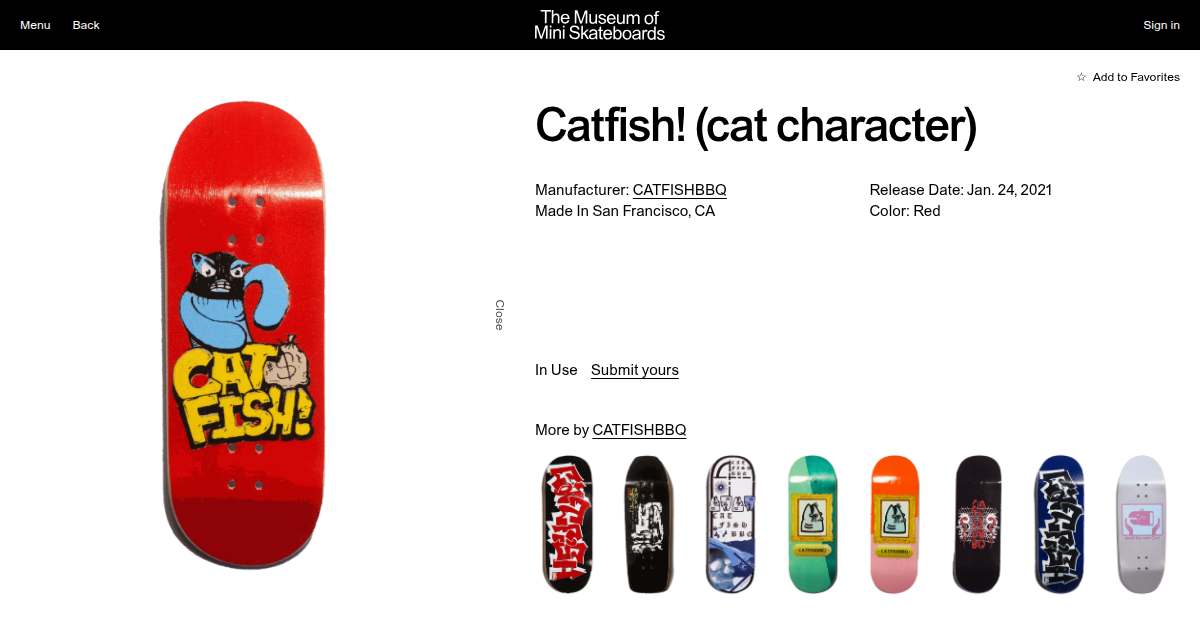 Menu
Back
The Museum of
Mini Skateboards
Sign in
☆ Add to Favorites
Catfish! (cat character)
Manufacturer: CATFISHBBQ
Made In San Francisco, CA
Release Date: Jan. 24, 2021
Color: Red
CAT
$
FISH!
Close
In Use
Submit yours
More by CATFISHBBQ